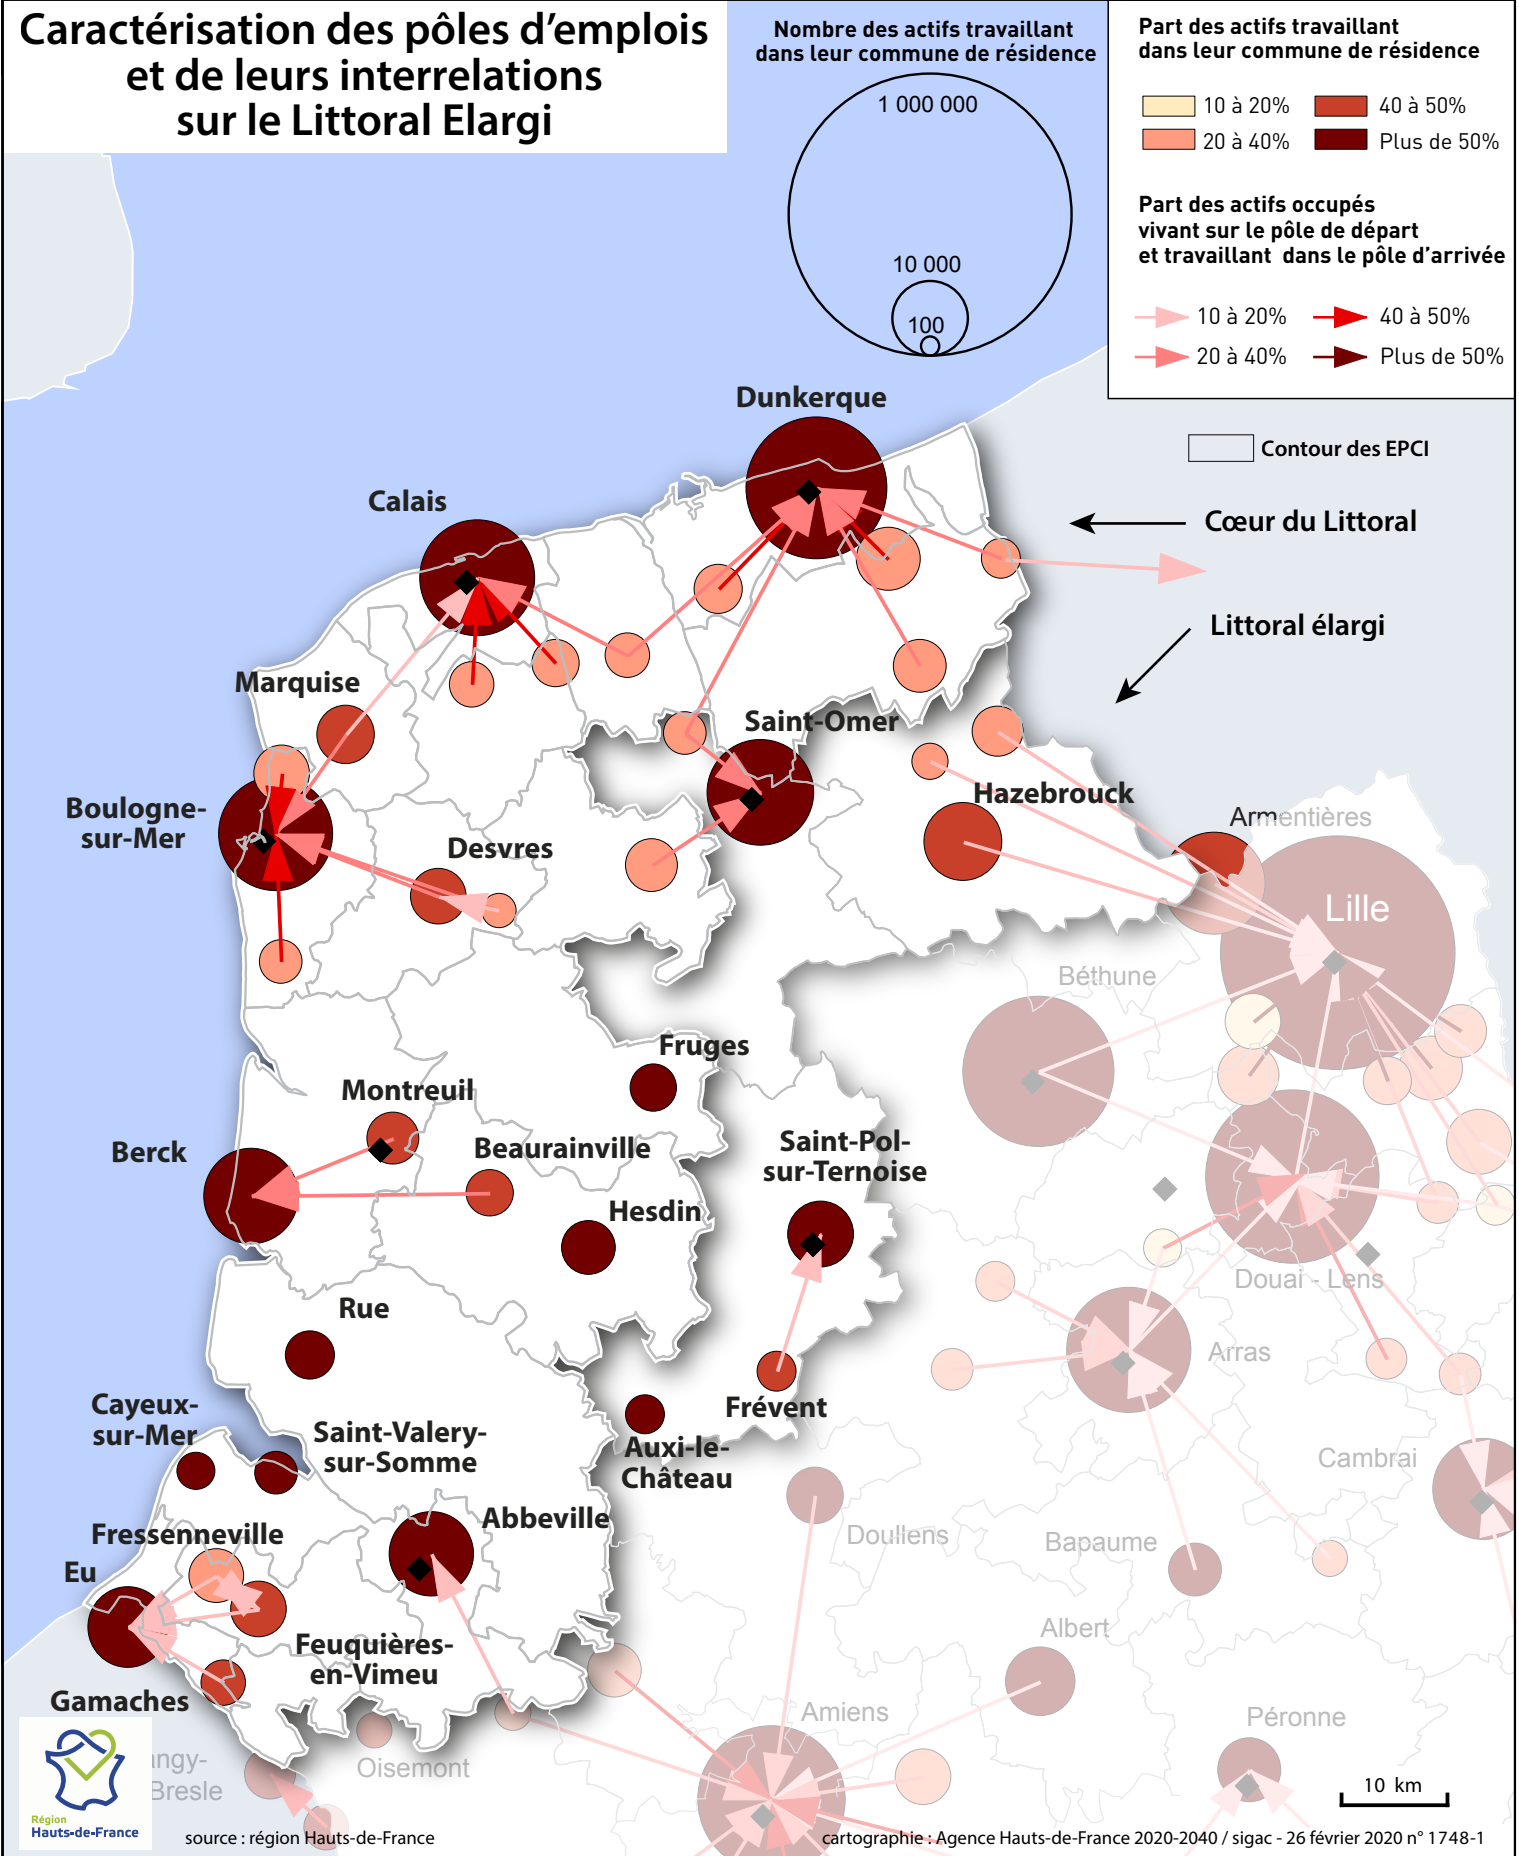 Caractérisation des pôles d’emplois
et de leurs interrelations
sur le Littoral Elargi
Nombre des actifs travaillant
dans leur commune de résidence
1 000 000
10 000
100
Part des actifs travaillant
dans leur commune de résidence
10 à 20%
40 à 50%
20 à 40%
Plus de 50%
Part des actifs occupés
vivant sur le pôle de départ
et travaillant dans le pôle d’arrivée
10 à 20%
40 à 50%
20 à 40%
Plus de 50%
Contour des EPCI
Cœur du Littoral
Littoral élargi
Dunkerque
Calais
Marquise
Saint-Omer
Boulogne-
sur-Mer
Desvres
Hazebrouck
Armentières
Lille
Béthune
Fruges
Montreuil
Berck
Beaurainville
Saint-Pol-
sur-Ternoise
Hesdin
Douai - Lens
Rue
Arras
Cayeux-
sur-Mer
Frévent
Saint-Valery-
sur-Somme
Auxi-le-
Château
Cambrai
Abbeville
Fressenneville
Doullens
Bapaume
Eu
Albert
Feuquières-
en-Vimeu
Gamaches
Amiens
Péronne
Oisemont
angy-
Bresle
10 km
Région
Hauts-de-France
source : région Hauts-de-France
cartographie : Agence Hauts-de-France 2020-2040 / sigac - 26 février 2020 n° 1748-1